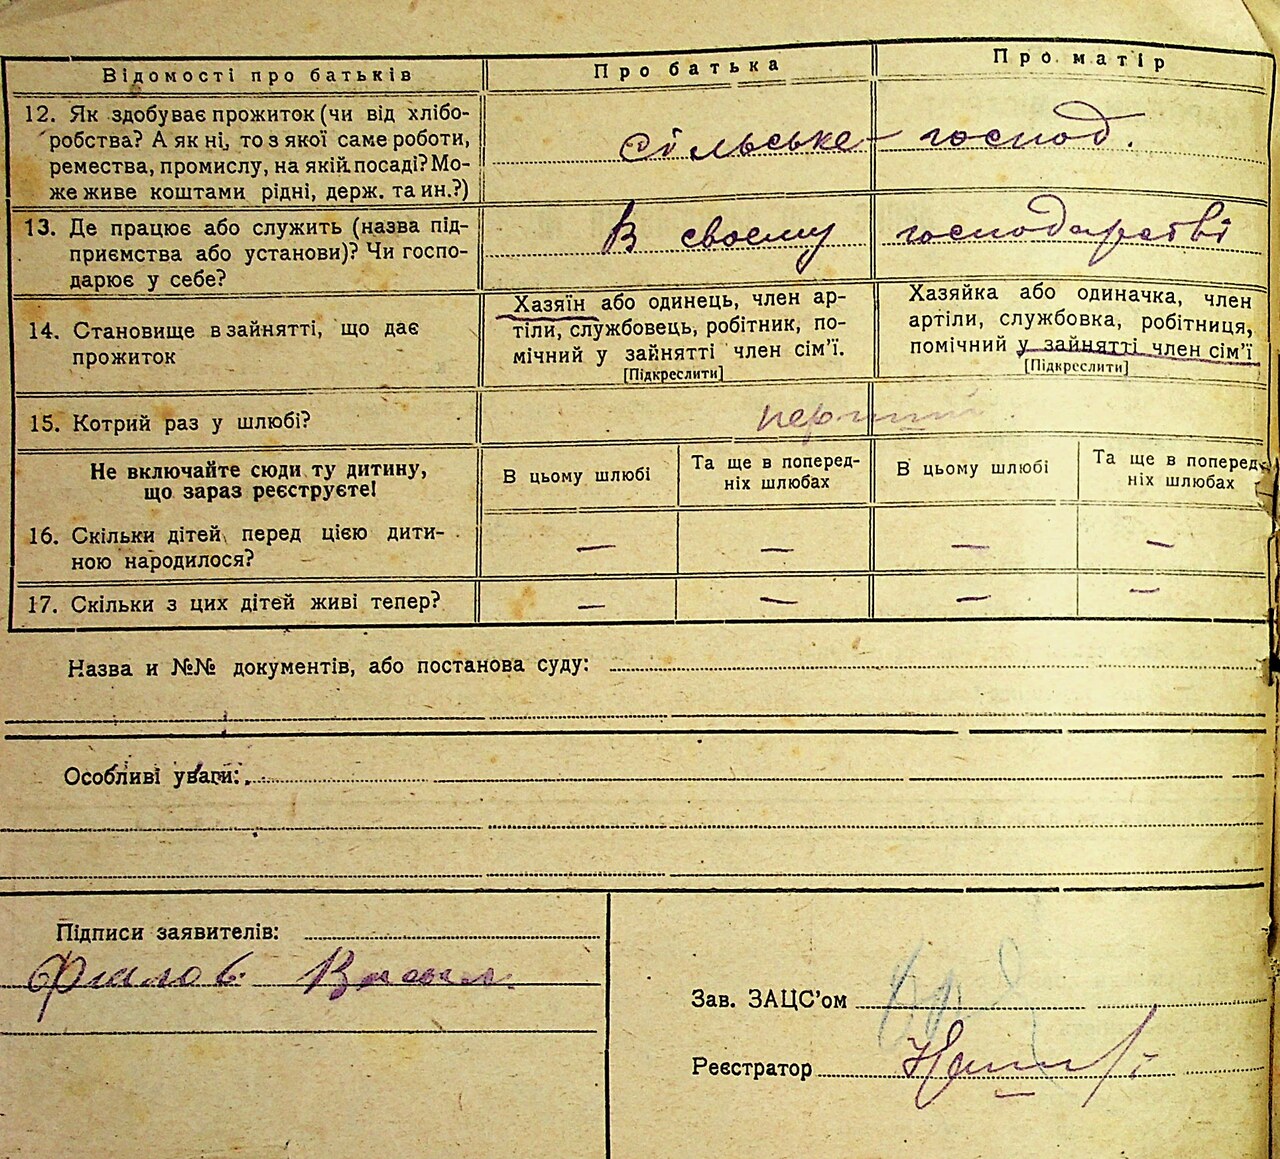 Відомості про батьків
Про батька
Про матір
12. Як здобуває прожиток (чи від хлібо-
робства? А як ні, то з якої саме роботи,
ремества, промислу, на якій посаді? Мо-
же живе коштами рідні, держ. та ин.?)
сільське господ.
13. Де працює або служить (назва під-
приємства або установи)? Чи госпо-
дарює у себе?
В своєму господарстві
14. Становище в зайнятті, що дає
прожиток
Хазяїн або одинець, член ар-
тіли, службовець, робітник, по-
мічний у зайнятті член сім'ї.
[Підкреслити]
Хазяйка або одиначка, член
артіли, службовка, робітниця,
помічний у зайнятті член сім'ї
[Підкреслити]
15. Котрий раз у шлюбі?
перший
Не включайте сюди ту дитину,
що зараз реєструєте!
В цьому шлюбі
Та ще в поперед-
ніх шлюбах
В цьому шлюбі
Та ще в поперед-
ніх шлюбах
16. Скільки дітей перед цією дити-
ною народилося?
— — — —
17. Скільки з цих дітей живі тепер?
— — — —
Назва и №№ документів, або постанова суду:
Особливі уваги:
Підписи заявителів:
Зав. ЗАЦС'ом
Реєстратор